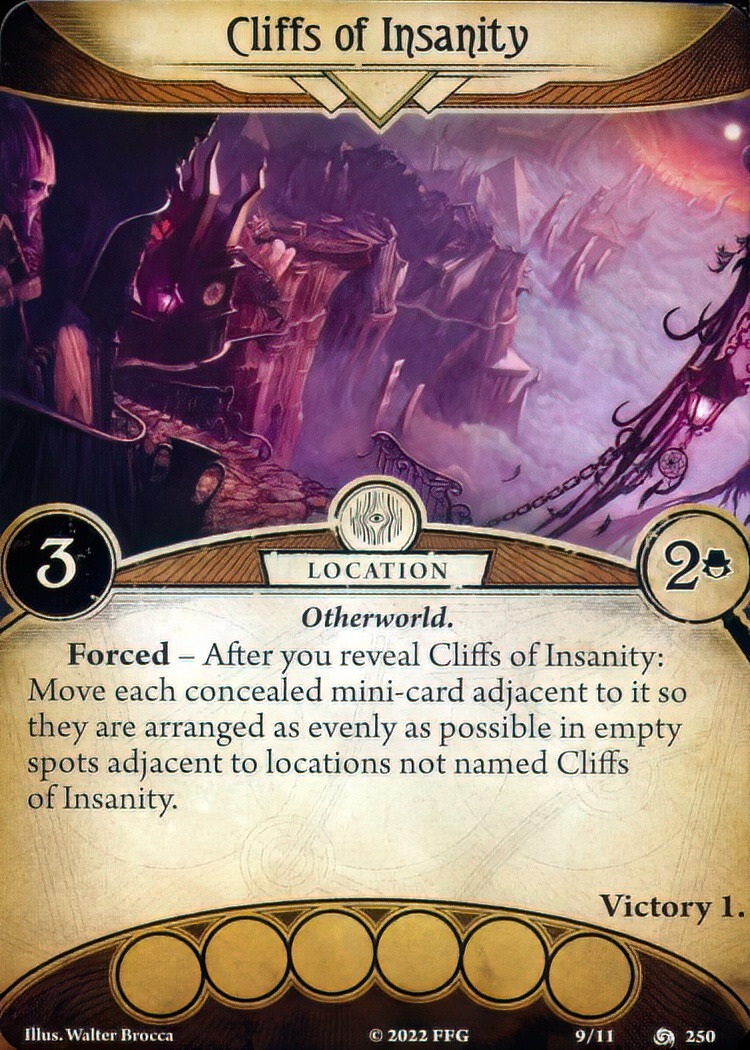 Cliffs of Insanity
3
LOCATION
2
Otherworld.
Forced – After you reveal Cliffs of Insanity:
Move each concealed mini-card adjacent to it so
they are arranged as evenly as possible in empty
spots adjacent to locations not named Cliffs
of Insanity.
Victory 1.
Illus. Walter Brocca © 2022 FFG 9/11 250